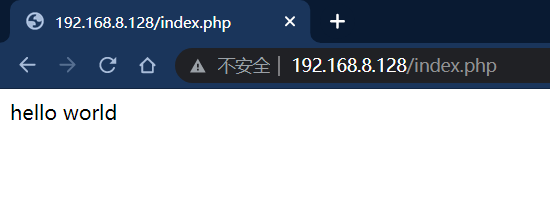 192.168.8.128/index.php
不安全 | 192.168.8.128/index.php
hello world